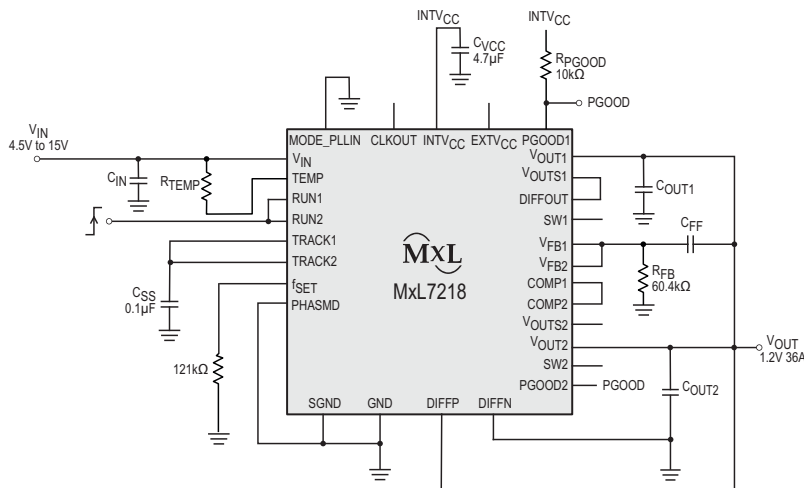 INTVCC
CVCC
4.7µF
INTVCC
RPGOOD
10kΩ
PGOOD
MODE_PLLIN
CLKOUT
INTVCC
EXTVCC
PGOOD1
VIN
4.5V to 15V
CIN
RTEMP
VIN
TEMP
RUN1
RUN2
TRACK1
TRACK2
fSET
PHASMD
CSS
0.1µF
121kΩ
MXL
MxL7218
VOUT1
VOUTS1
DIFFOUT
SW1
VFB1
VFB2
COMP1
COMP2
VOUTS2
VOUT2
SW2
PGOOD2
PGOOD
COUT1
CFF
RFB
60.4kΩ
VOUT
1.2V 36A
COUT2
SGND
GND
DIFFP
DIFFN